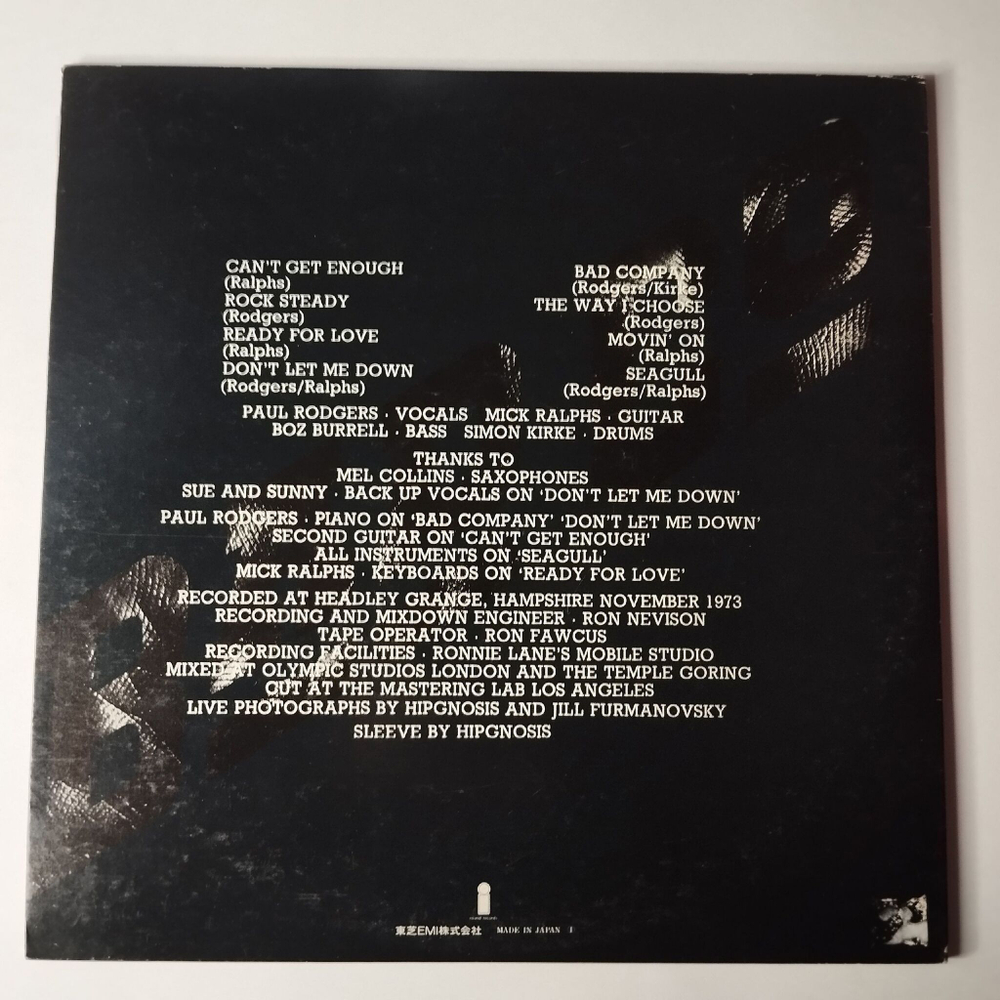 CAN'T GET ENOUGH
(Ralphs)
ROCK STEADY
(Rodgers)
READY FOR LOVE
(Ralphs)
DON'T LET ME DOWN
(Rodgers/Ralphs)
BAD COMPANY
(Rodgers/Kirke)
THE WAY I CHOOSE
(Rodgers)
MOVIN' ON
(Ralphs)
SEAGULL
(Rodgers/Ralphs)
PAUL RODGERS · VOCALS MICK RALPHS · GUITAR
BOZ BURRELL · BASS SIMON KIRKE · DRUMS
THANKS TO
MEL COLLINS · SAXOPHONES
SUE AND SUNNY · BACK UP VOCALS ON 'DON'T LET ME DOWN'
PAUL RODGERS · PIANO ON 'BAD COMPANY' 'DON'T LET ME DOWN'
SECOND GUITAR ON 'CAN'T GET ENOUGH'
ALL INSTRUMENTS ON 'SEAGULL'
MICK RALPHS · KEYBOARDS ON 'READY FOR LOVE'
RECORDED AT HEADLEY GRANGE, HAMPSHIRE NOVEMBER 1973
RECORDING AND MIXDOWN ENGINEER · RON NEVISON
TAPE OPERATOR · RON FAWCUS
RECORDING FACILITIES · RONNIE LANE'S MOBILE STUDIO
MIXED AT OLYMPIC STUDIOS LONDON AND THE TEMPLE GORING
CUT AT THE MASTERING LAB LOS ANGELES
LIVE PHOTOGRAPHS BY HIPGNOSIS AND JILL FURMANOVSKY
SLEEVE BY HIPGNOSIS
東芝EMI株式会社 MADE IN JAPAN